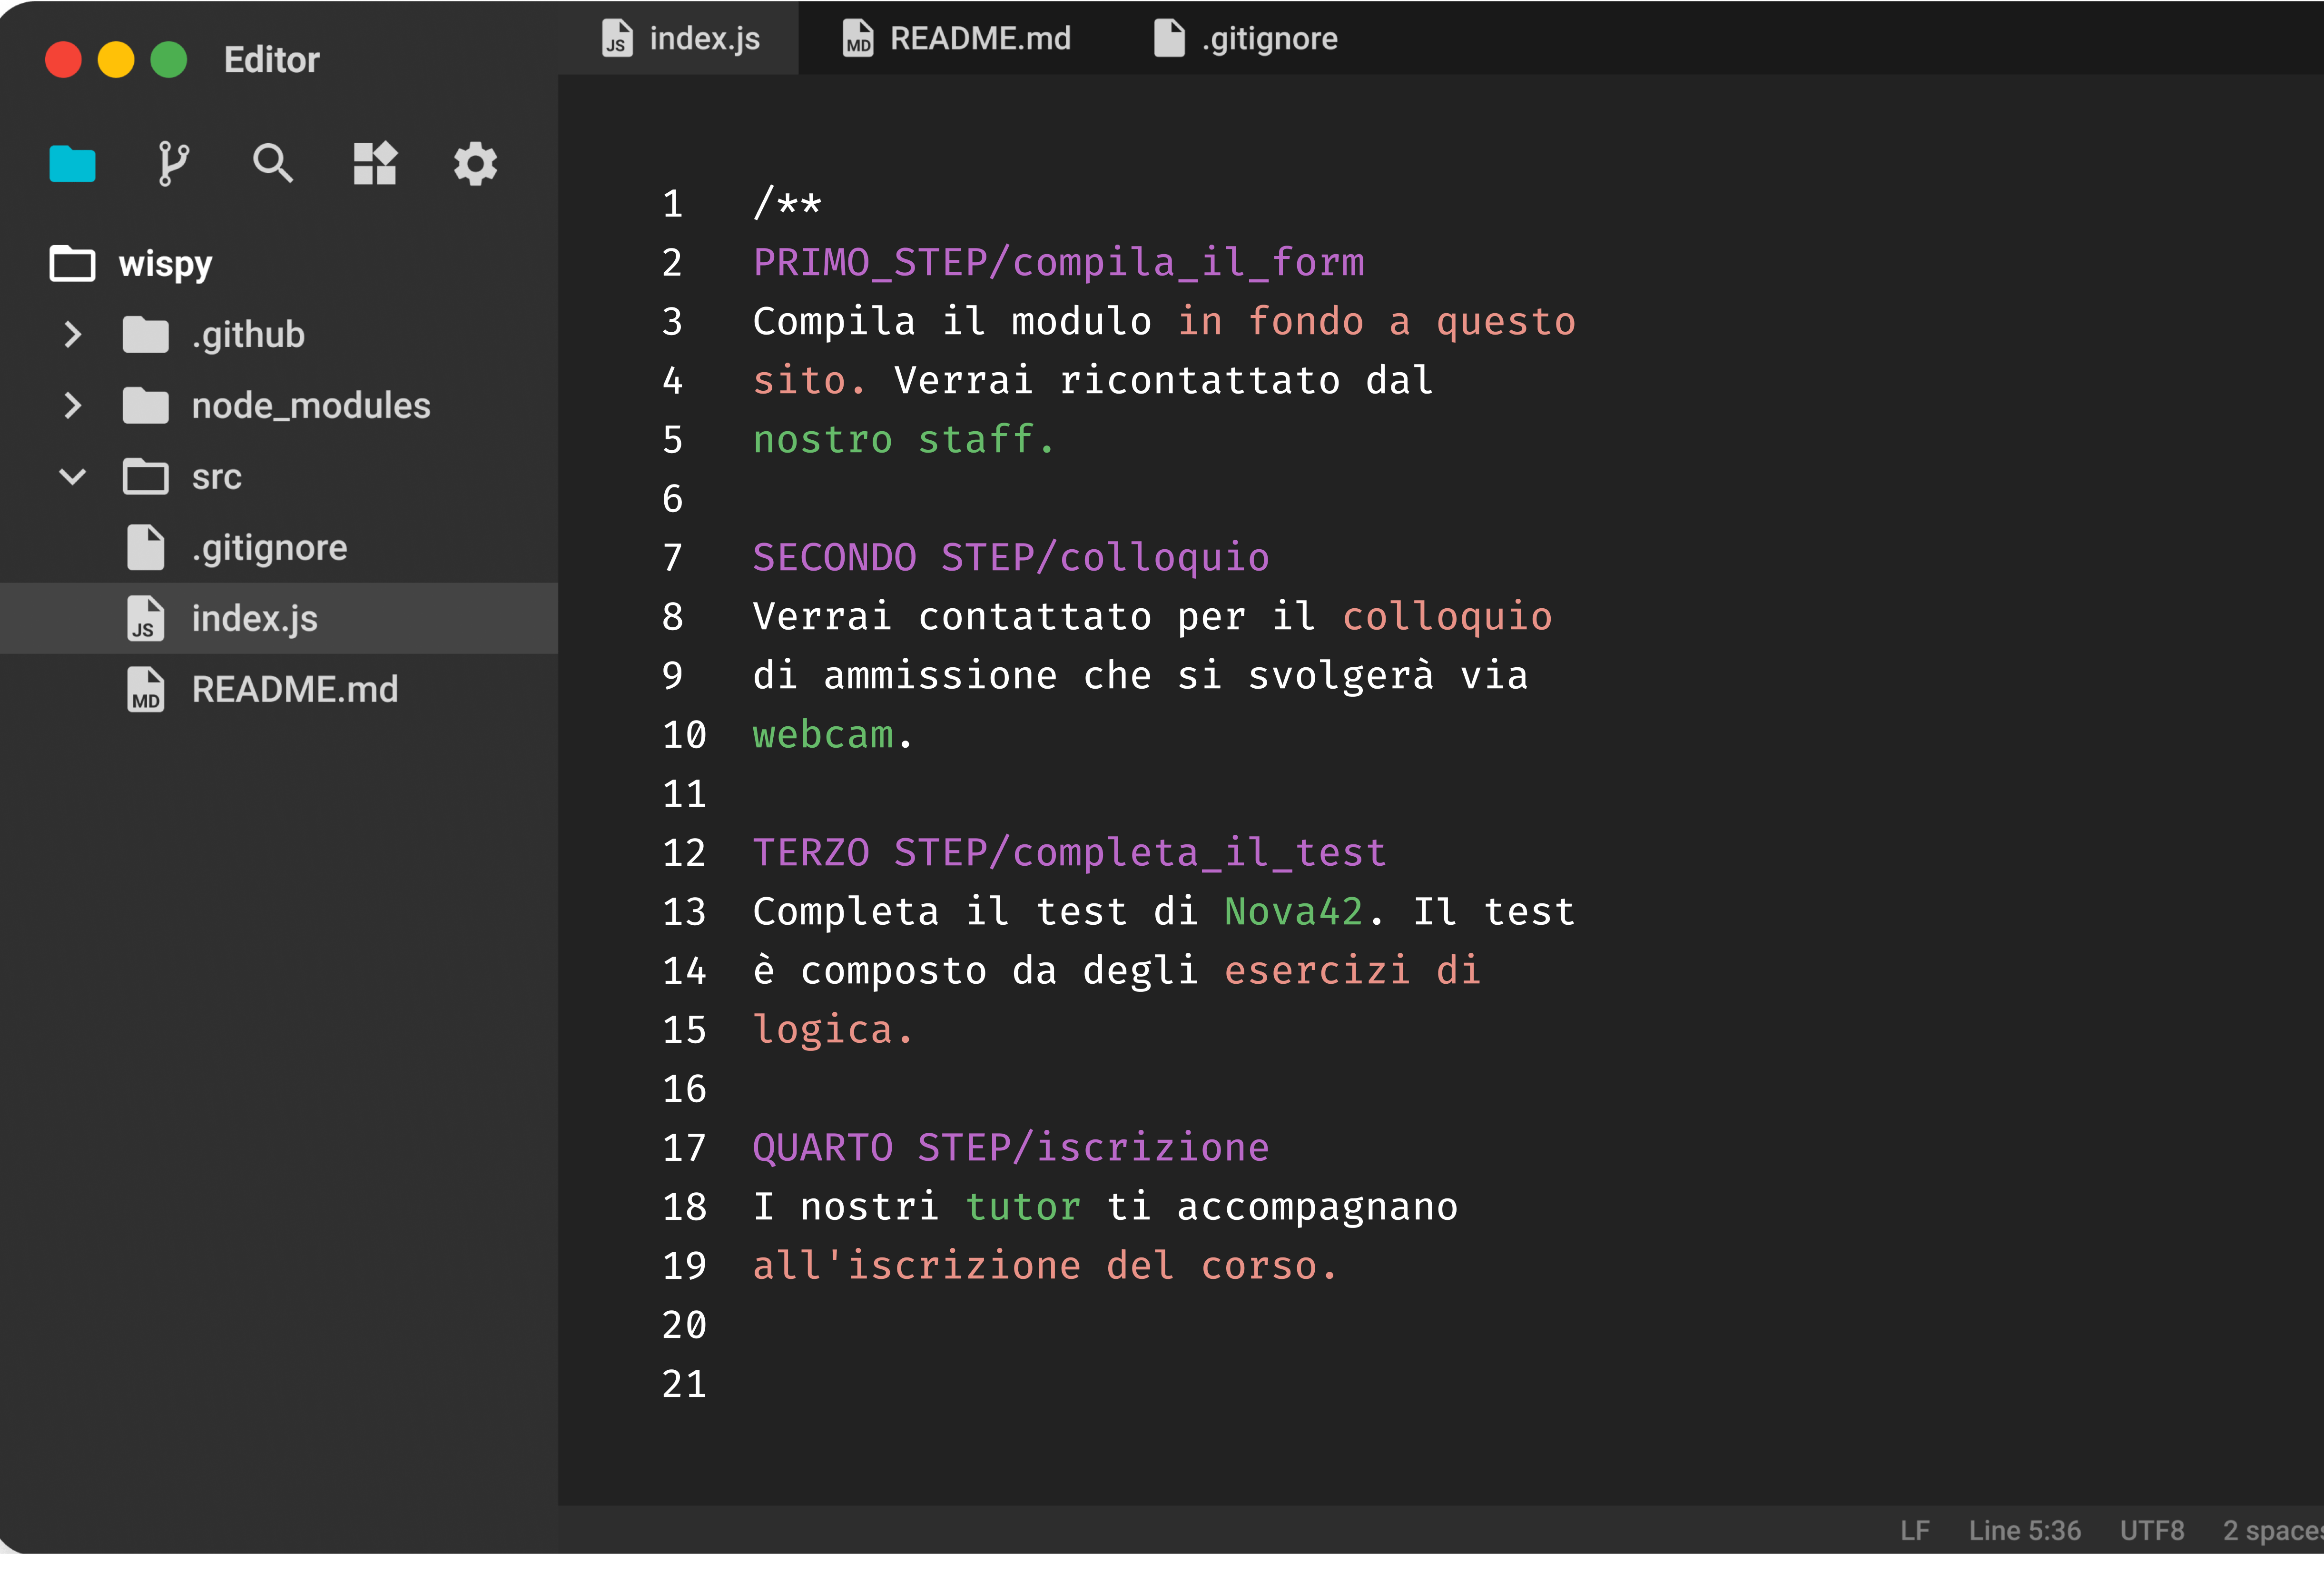 Editor
index.js
README.md
.gitignore
wispy
.github
node_modules
src
.gitignore
JS index.js
MD README.md
1 /**
2 PRIMO_STEP/compila_il_form
3 Compila il modulo in fondo a questo
4 sito. Verrai ricontattato dal
5 nostro staff.
6
7 SECONDO STEP/colloquio
8 Verrai contattato per il colloquio
9 di ammissione che si svolgerà via
10 webcam.
11
12 TERZO STEP/completa_il_test
13 Completa il test di Nova42. Il test
14 è composto da degli esercizi di
15 logica.
16
17 QUARTO STEP/iscrizione
18 I nostri tutor ti accompagnano
19 all'iscrizione del corso.
20
21
LF Line 5:36 UTF8 2 spaces